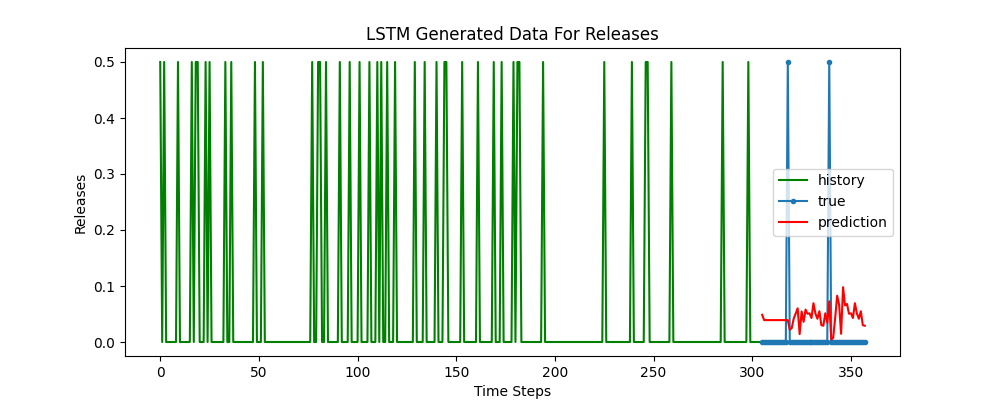 LSTM Generated Data For Releases
Releases
0.5
0.4
0.3
0.2
0.1
0.0
history
true
prediction
0 50 100 150 200 250 300 350
Time Steps